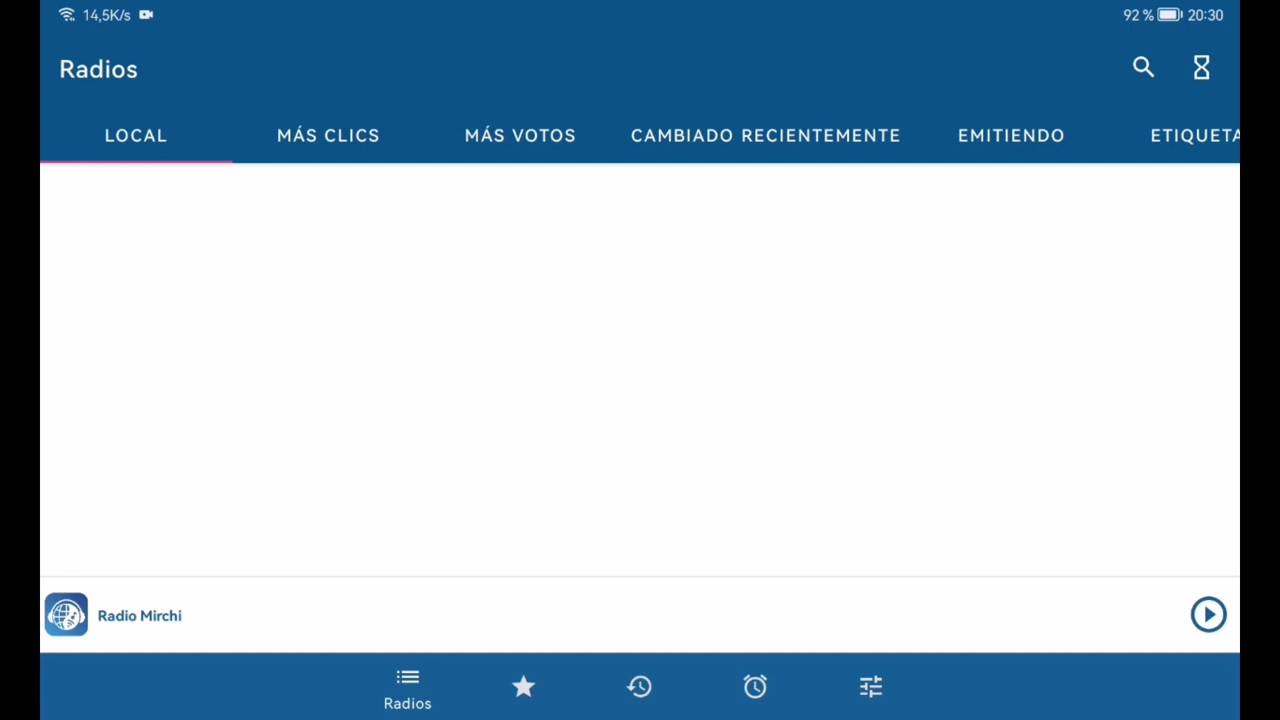 14,5K/s 92 % 20:30
Radios
LOCAL MÁS CLICS MÁS VOTOS CAMBIADO RECIENTEMENTE EMITIENDO ETIQUETA
Radio Mirchi
Radios